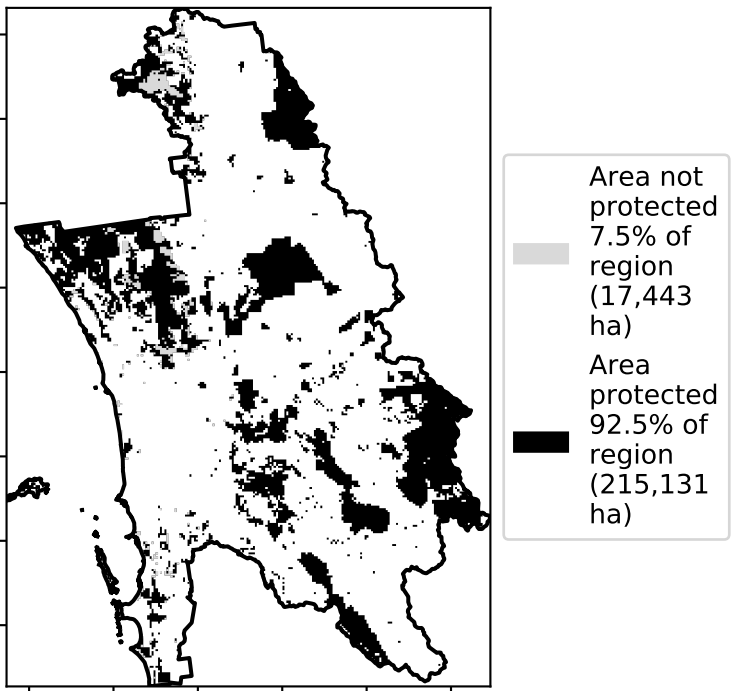 Area not
protected
7.5% of
region
(17,443
ha)
Area
protected
92.5% of
region
(215,131
ha)